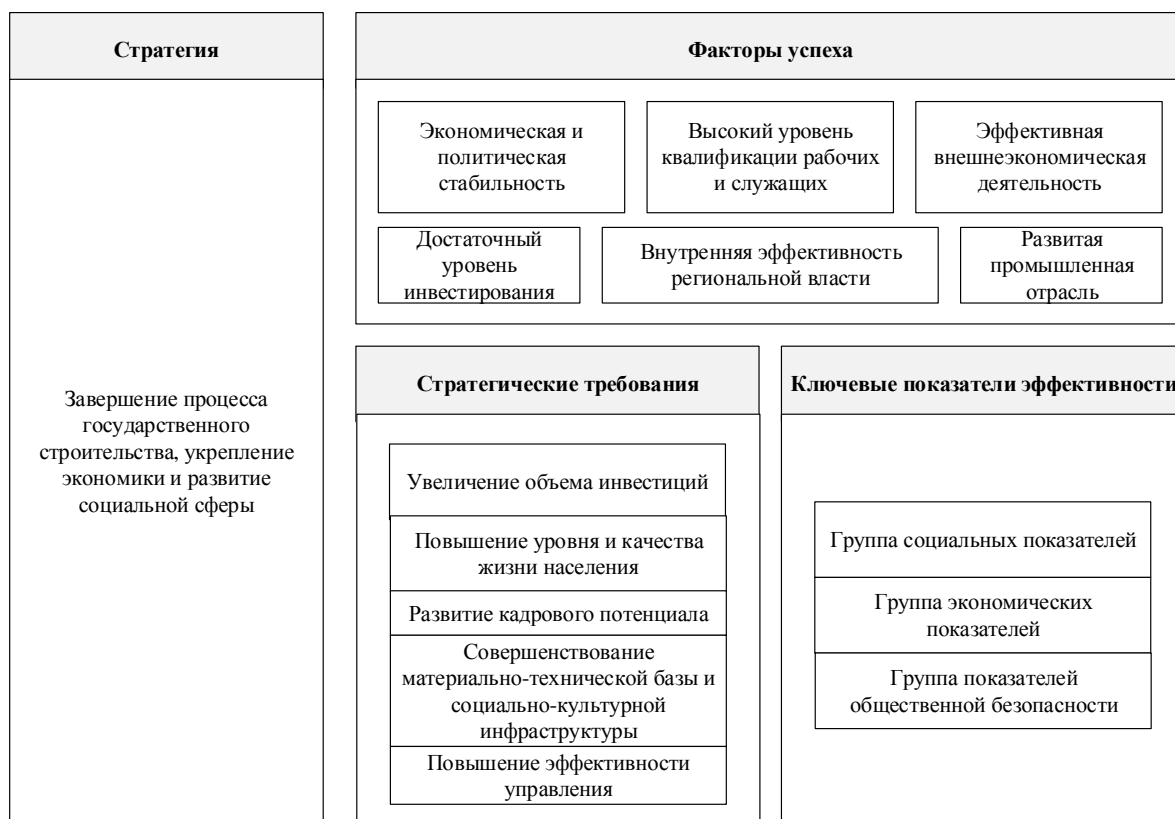 Стратегия
Завершение процесса
государственного
строительства, укрепление
экономики и развитие
социальной сферы
Факторы успеха
Экономическая и
политическая
стабильность
Высокий уровень
квалификации рабочих
и служащих
Эффективная
внешнеэкономическая
деятельность
Достаточный
уровень
инвестирования
Внутренняя эффективность
региональной власти
Развитая
промышленная
отрасль
Стратегические требования
Увеличение объема инвестиций
Повышение уровня и качества
жизни населения
Развитие кадрового потенциала
Совершенствование
материально-технической базы и
социально-культурной
инфраструктуры
Повышение эффективности
управления
Ключевые показатели эффективности
Группа социальных показателей
Группа экономических
показателей
Группа показателей
общественной безопасности